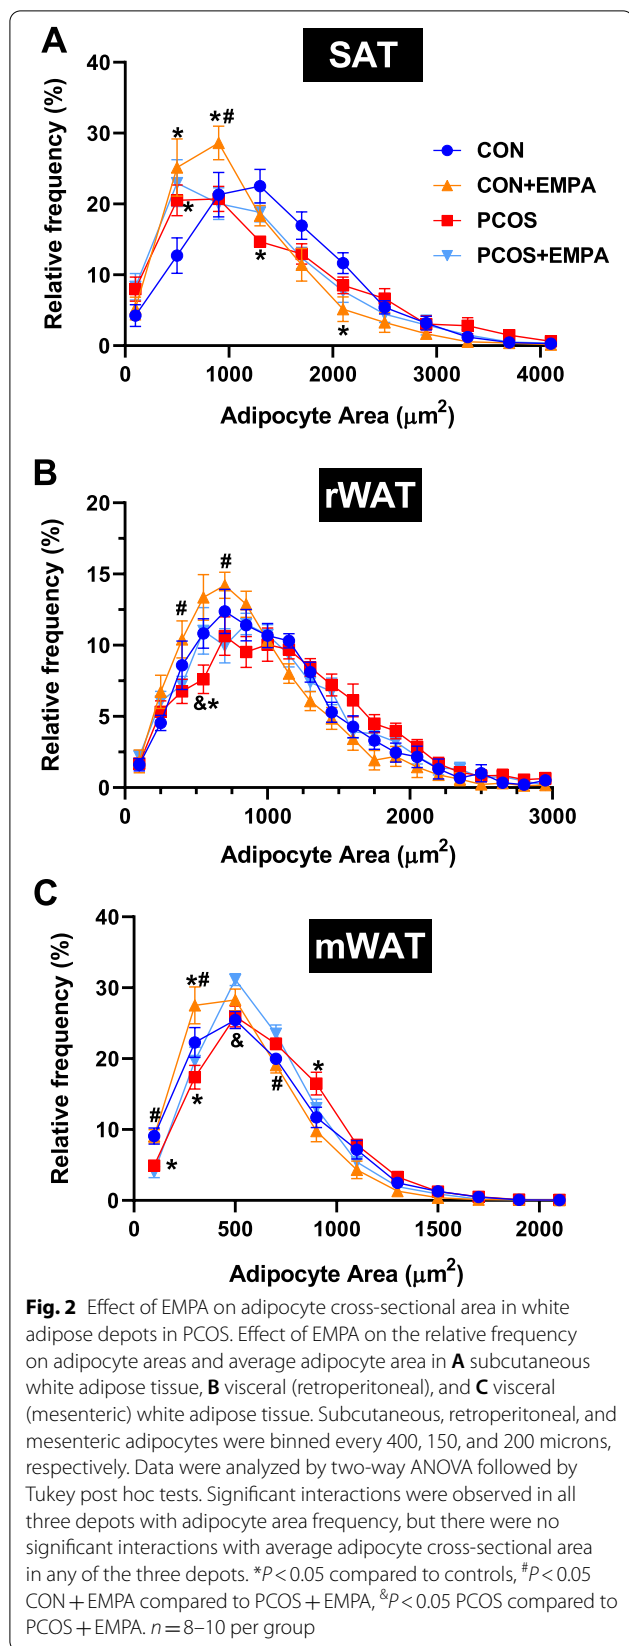 A
SAT
40
30
20
10
0
Relative frequency (%)
* *# * * *
CON
CON+EMPA
PCOS
PCOS+EMPA
0 1000 2000 3000 4000
Adipocyte Area (μm²)
B
rWAT
20
15
10
5
0
Relative frequency (%)
# # &*
0 1000 2000 3000
Adipocyte Area (μm²)
C
mWAT
40
30
20
10
0
Relative frequency (%)
*# # * * & # *
0 500 1000 1500 2000
Adipocyte Area (μm²)
Fig. 2 Effect of EMPA on adipocyte cross-sectional area in white
adipose depots in PCOS. Effect of EMPA on the relative frequency
on adipocyte areas and average adipocyte area in A subcutaneous
white adipose tissue, B visceral (retroperitoneal), and C visceral
(mesenteric) white adipose tissue. Subcutaneous, retroperitoneal, and
mesenteric adipocytes were binned every 400, 150, and 200 microns,
respectively. Data were analyzed by two-way ANOVA followed by
Tukey post hoc tests. Significant interactions were observed in all
three depots with adipocyte area frequency, but there were no
significant interactions with average adipocyte cross-sectional area
in any of the three depots. *P < 0.05 compared to controls, #P < 0.05
CON + EMPA compared to PCOS + EMPA, &P < 0.05 PCOS compared to
PCOS + EMPA. n = 8–10 per group